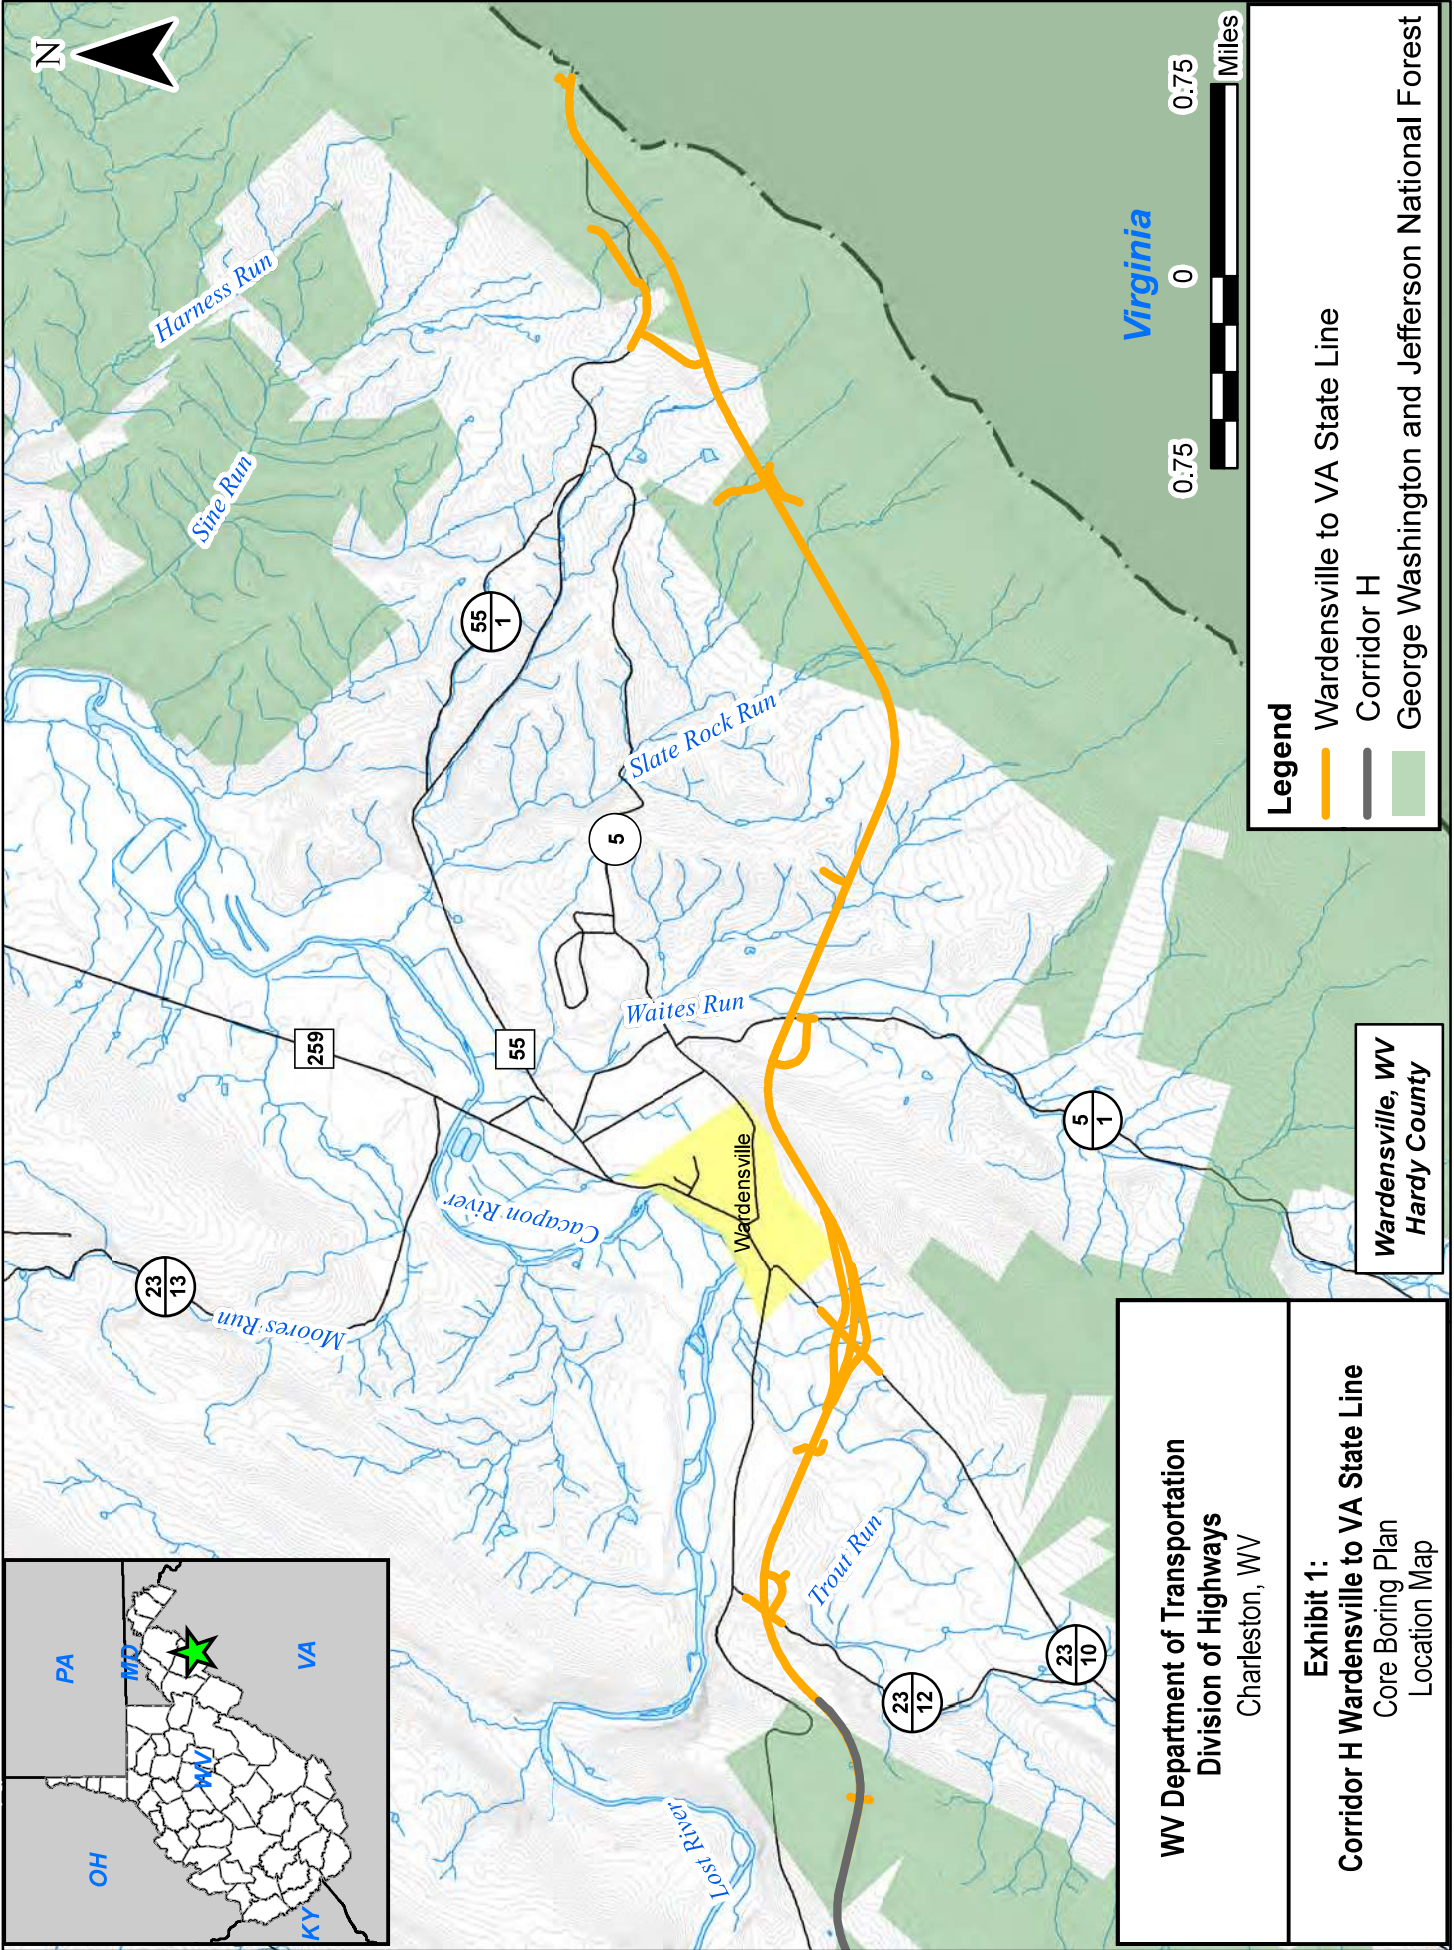 N
PA
OH
MD
WV
VA
KY
Harness Run
Sine Run
55
1
259
55
5
Slate Rock Run
Waites Run
23
13
Moores Run
Cacapon River
Wardensville
5
1
Trout Run
23
12
23
10
Lost River
Virginia
0.75
0
0.75
Miles
Legend
Wardensville to VA State Line
Corridor H
George Washington and Jefferson National Forest
Wardensville, WV
Hardy County
WV Department of Transportation
Division of Highways
Charleston, WV
Exhibit 1:
Corridor H Wardensville to VA State Line
Core Boring Plan
Location Map